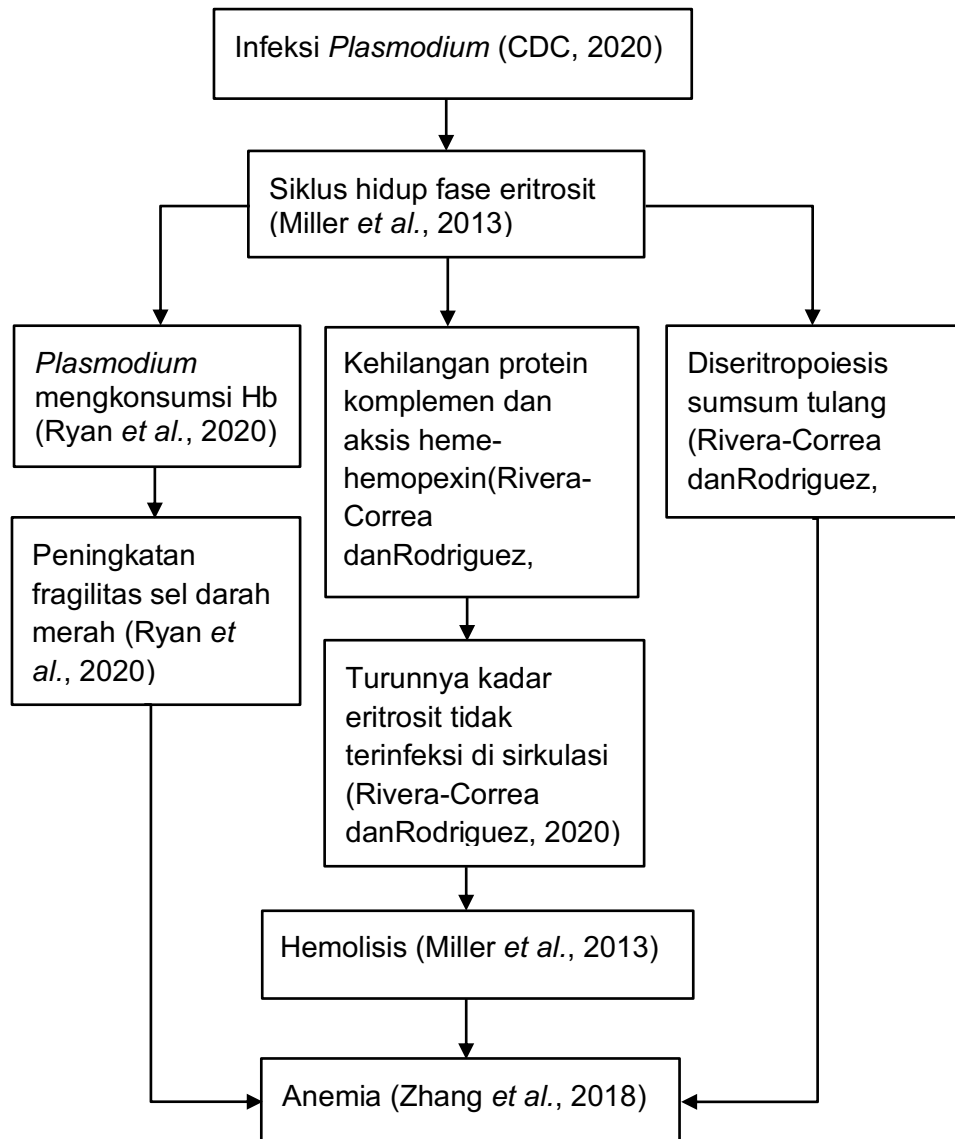 Infeksi Plasmodium (CDC, 2020)
Siklus hidup fase eritrosit
(Miller et al., 2013)
Plasmodium
mengkonsumsi Hb
(Ryan et al., 2020)
Kehilangan protein
komplemen dan
aksis heme-
hemopexin(Rivera-
Correa
danRodriguez,
Diseritropoiesis
sumsum tulang
(Rivera-Correa
danRodriguez,
Peningkatan
fragilitas sel darah
merah (Ryan et
al., 2020)
Turunnya kadar
eritrosit tidak
terinfeksi di sirkulasi
(Rivera-Correa
danRodriguez, 2020)
Hemolisis (Miller et al., 2013)
Anemia (Zhang et al., 2018)